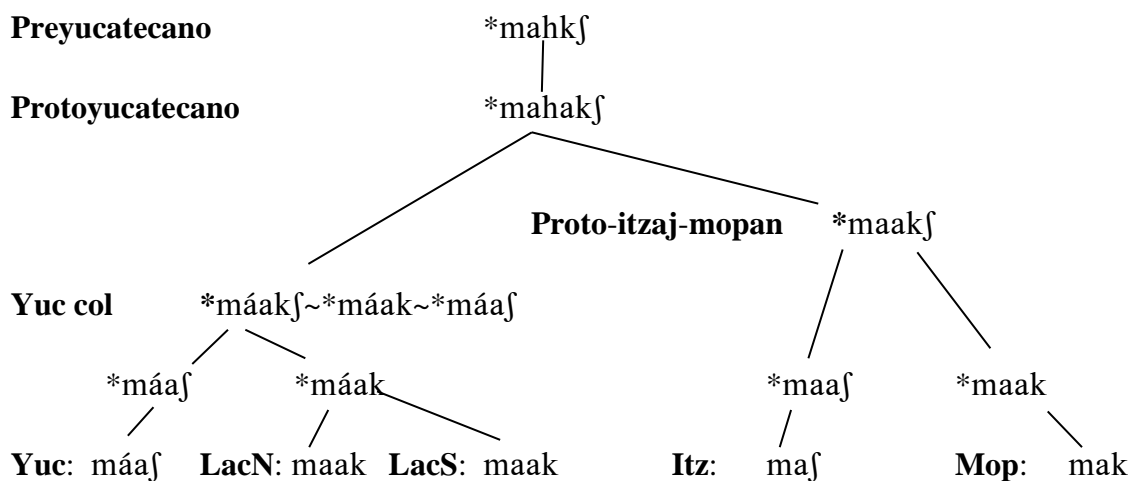 Preyucatecano *mahkʃ
Protoyucatecano *mahakʃ
Proto-itzaj-mopan *maakʃ
Yuc col *máakʃ~*máak~*máaʃ
*máaʃ *máak *maaʃ *maak
Yuc: máaʃ LacN: maak LacS: maak Itz: maʃ Mop: mak